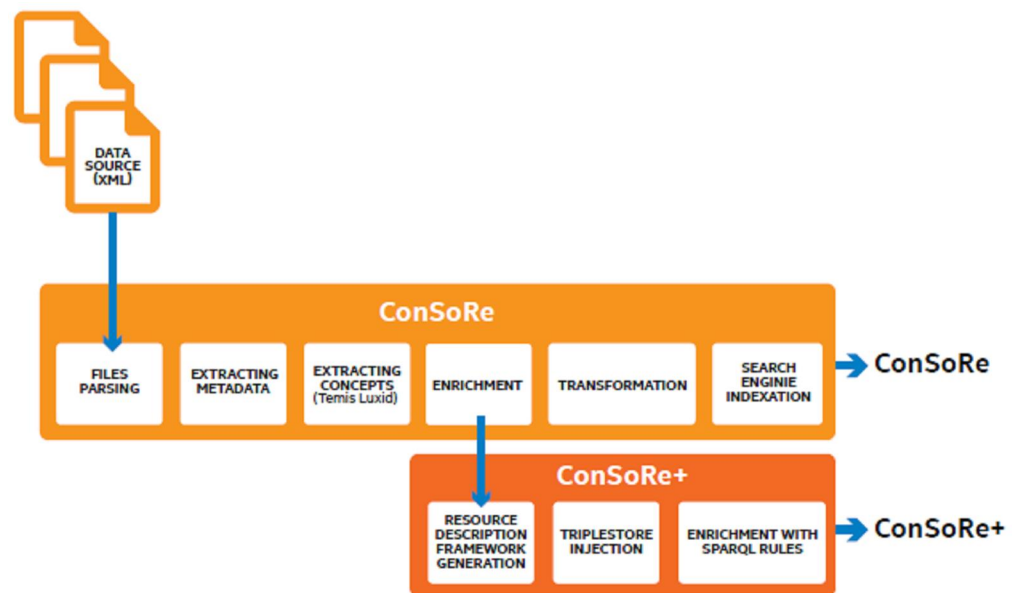 DATA
SOURCE
(XML)
ConSoRe
FILES
PARSING
EXTRACTING
METADATA
EXTRACTING
CONCEPTS
(Temis Luxid)
ENRICHMENT
TRANSFORMATION
SEARCH
ENGINIE
INDEXATION
ConSoRe
ConSoRe+
RESOURCE
DESCRIPTION
FRAMEWORK
GENERATION
TRIPLESTORE
INJECTION
ENRICHMENT WITH
SPARQL RULES
ConSoRe+